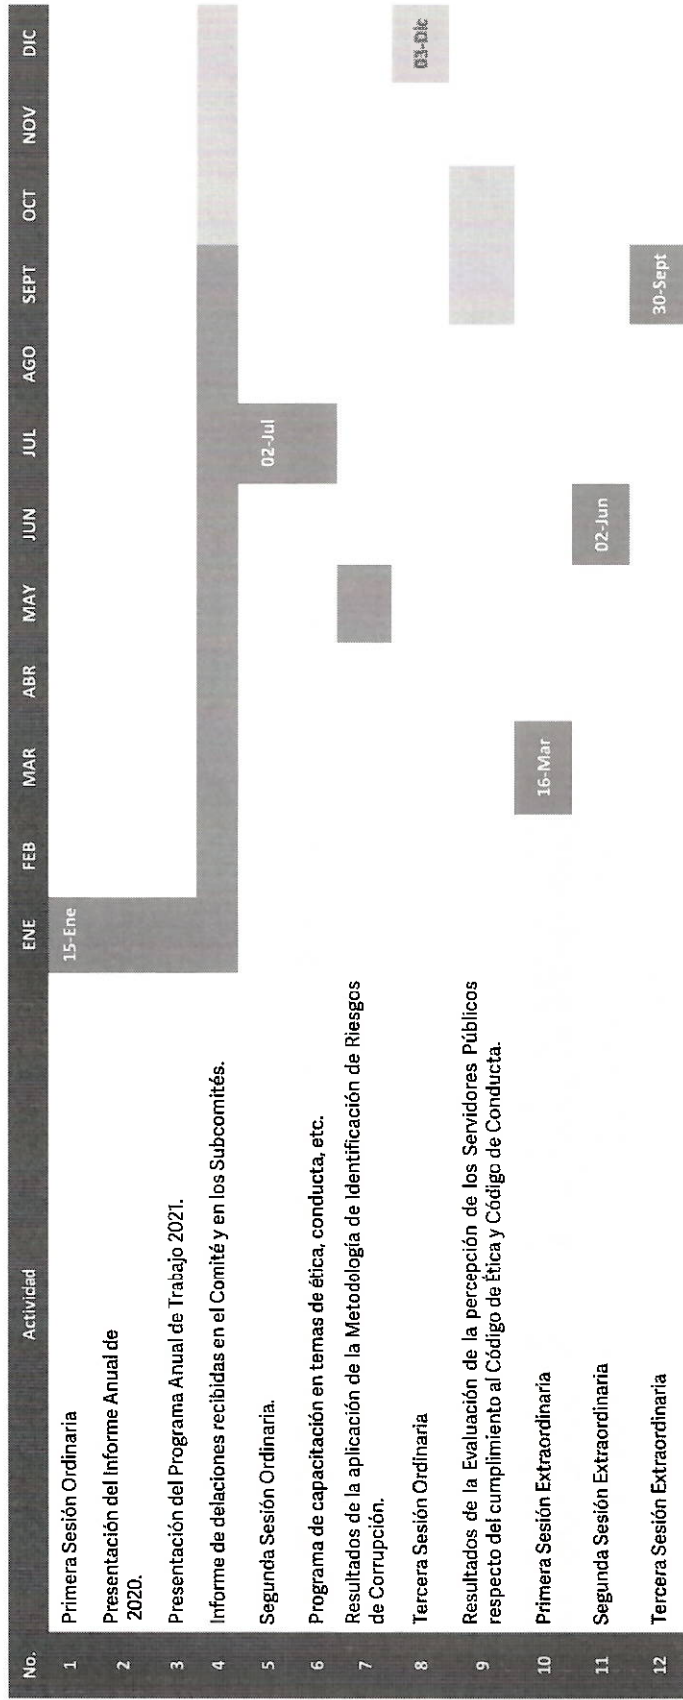 No. Actividad ENE FEB MAR ABR MAY JUN JUL AGO SEPT OCT NOV DIC
1 Primera Sesión Ordinaria 15-Ene
2 Presentación del Informe Anual de
2020.
3 Presentación del Programa Anual de Trabajo 2021.
4 Informe de delaciones recibidas en el Comité y en los Subcomités.
5 Segunda Sesión Ordinaria. 02-Jul
6 Programa de capacitación en temas de ética, conducta, etc.
7 Resultados de la aplicación de la Metodología de Identificación de Riesgos
de Corrupción.
8 Tercera Sesión Ordinaria 03-Dic
9 Resultados de la Evaluación de la percepción de los Servidores Públicos
respecto del cumplimiento al Código de Ética y Código de Conducta.
10 Primera Sesión Extraordinaria 16-Mar
11 Segunda Sesión Extraordinaria 02-Jun
12 Tercera Sesión Extraordinaria 30-Sept